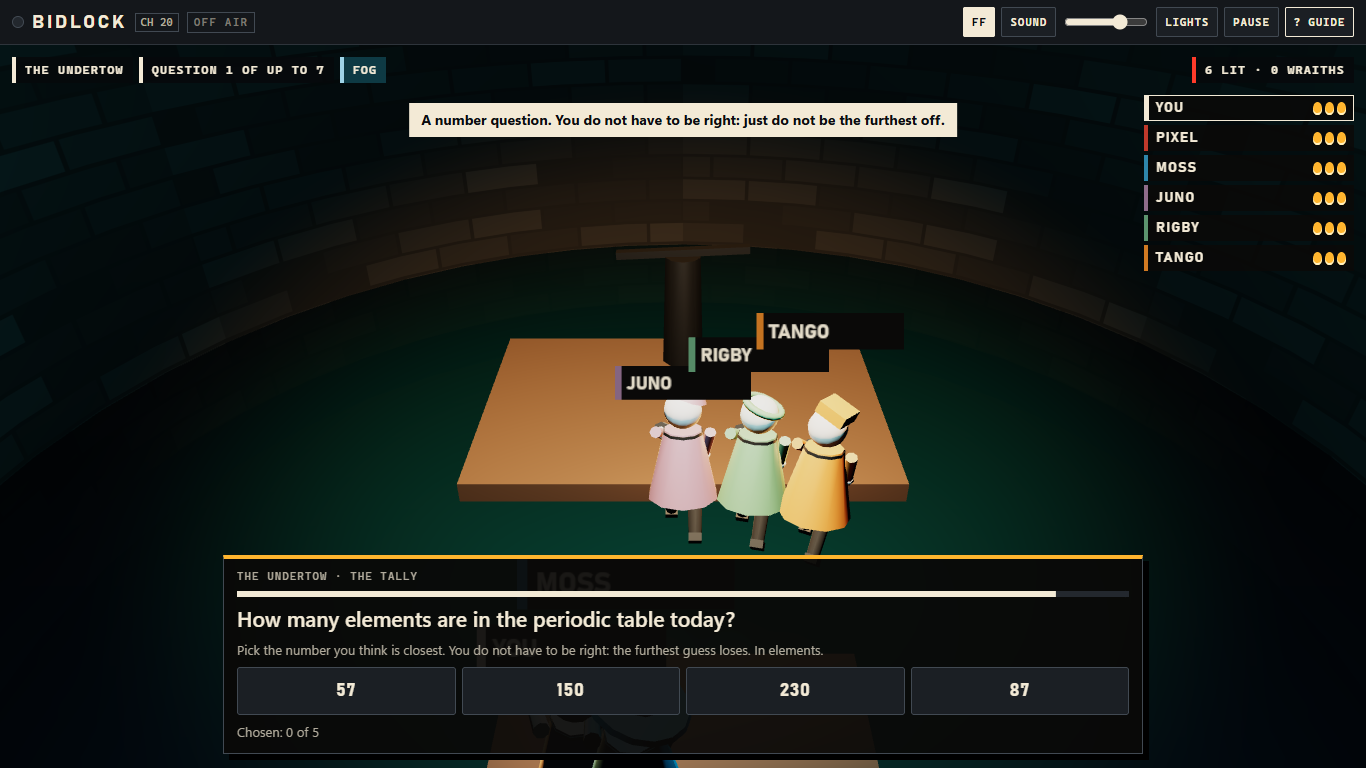 BIDLOCK CH 20 OFF AIR FF SOUND LIGHTS PAUSE ? GUIDE
THE UNDERTOW QUESTION 1 OF UP TO 7 FOG 6 LIT · 0 WRAITHS
A number question. You do not have to be right: just do not be the furthest off.
YOU
PIXEL
MOSS
JUNO
RIGBY
TANGO
TANGO
RIGBY
JUNO
MOSS
YOU
THE UNDERTOW · THE TALLY
How many elements are in the periodic table today?
Pick the number you think is closest. You do not have to be right: the furthest guess loses. In elements.
57 150 230 87
Chosen: 0 of 5